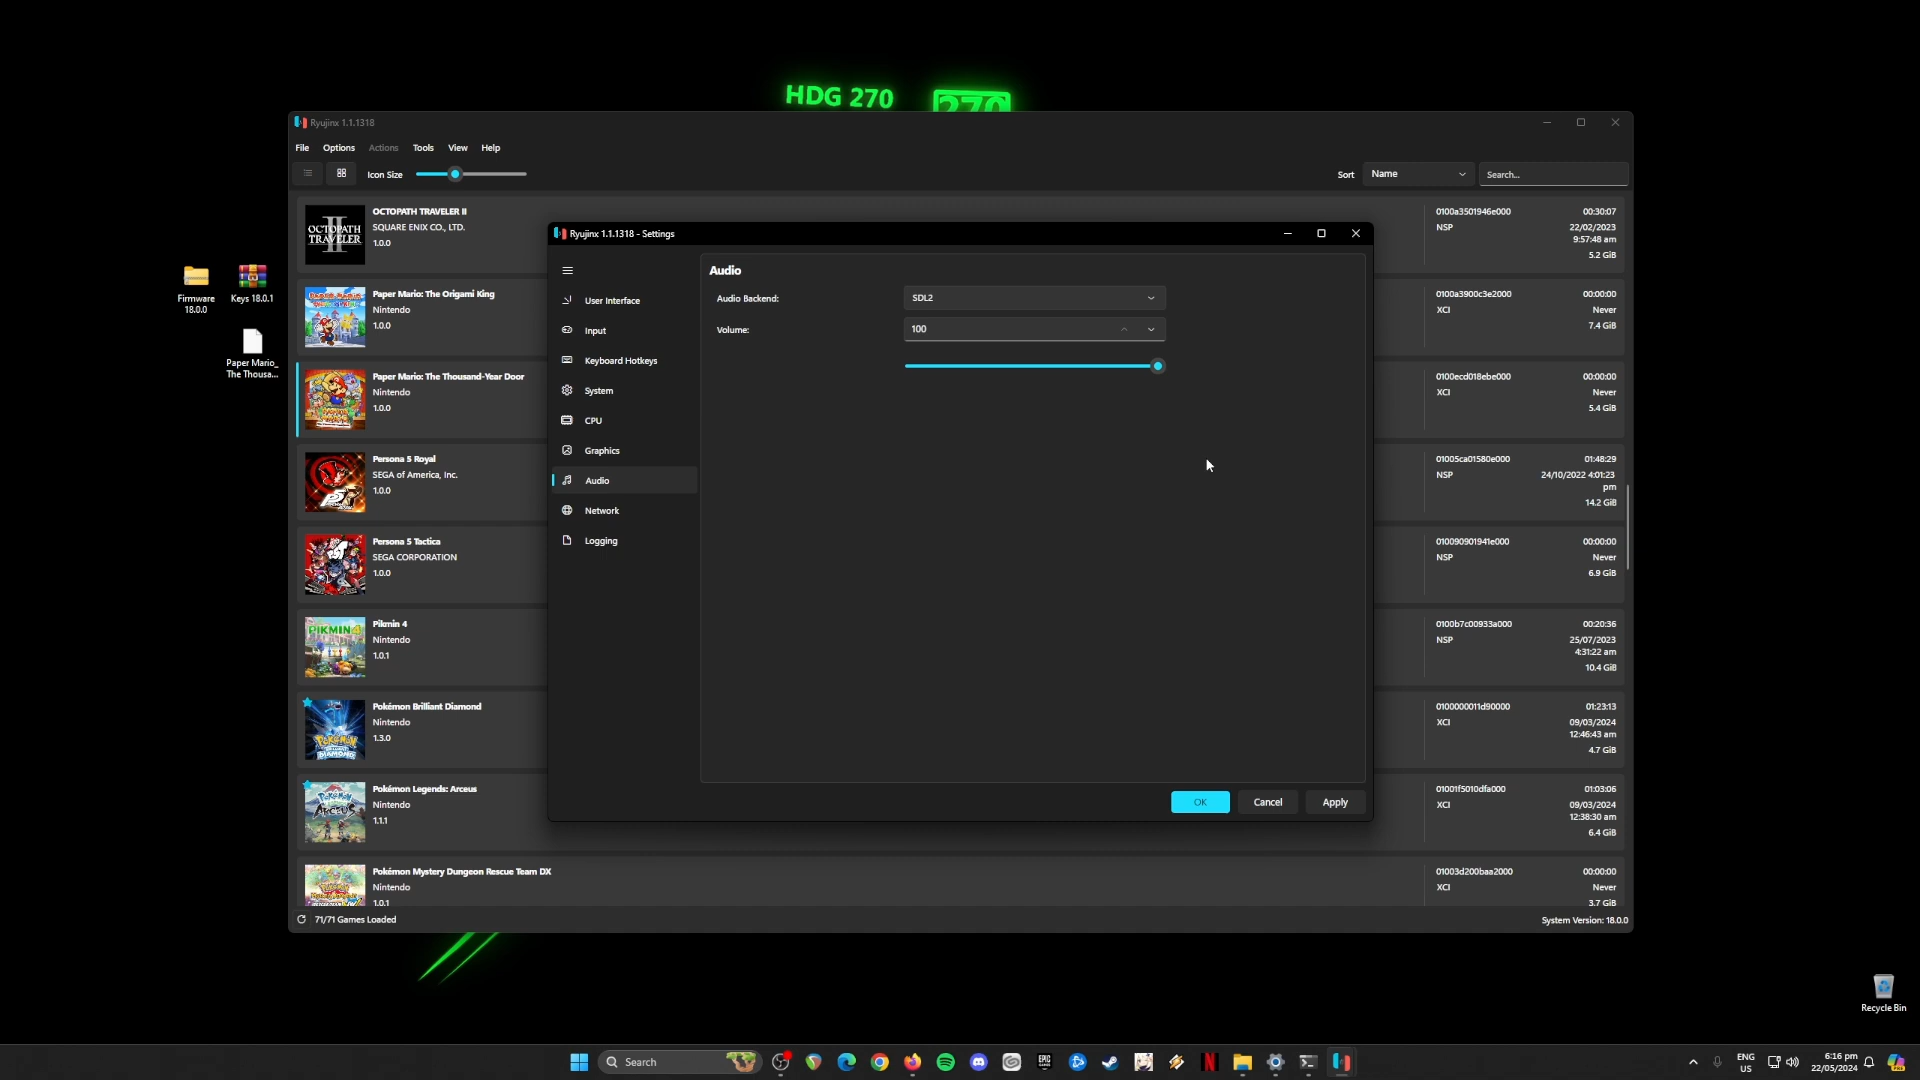 HDG 270
270
Ryujinx 1.1.1318
File Options Actions Tools View Help
Icon Size
Sort Name Search...
OCTOPATH TRAVELER II
SQUARE ENIX CO., LTD.
1.0.0
0100a3501946e000
NSP
00:30:07
22/02/2023
9:57:48 am
5.2 GiB
Paper Mario: The Origami King
Nintendo
1.0.0
0100a3900c3e2000
XCI
00:00:00
Never
7.4 GiB
Paper Mario: The Thousand-Year Door
Nintendo
1.0.0
0100ecd018ebe000
XCI
00:00:00
Never
5.4 GiB
Persona 5 Royal
SEGA of America, Inc.
1.0.0
01005ca01580e000
NSP
01:48:29
24/10/2022 4:01:23
pm
14.2 GiB
Persona 5 Tactica
SEGA CORPORATION
1.0.0
010090901941e000
NSP
00:00:00
Never
6.9 GiB
PIKMIN 4
Pikmin 4
Nintendo
1.0.1
0100b7c00933a000
NSP
00:20:36
25/07/2023
4:31:22 am
10.4 GiB
Pokémon Brilliant Diamond
Nintendo
1.3.0
0100000011d90000
XCI
01:23:13
09/03/2024
12:46:43 am
4.7 GiB
Pokémon Legends: Arceus
Nintendo
1.1.1
01001f5010dfa000
XCI
01:03:06
09/03/2024
12:38:30 am
6.4 GiB
Pokémon Mystery Dungeon Rescue Team DX
Nintendo
1.0.1
01003d200baa2000
XCI
00:00:00
Never
3.7 GiB
71/71 Games Loaded
System Version: 18.0.0
Ryujinx 1.1.1318 - Settings
User Interface
Input
Keyboard Hotkeys
System
CPU
Graphics
Audio
Network
Logging
Audio
Audio Backend: SDL2
Volume: 100
OK Cancel Apply
Firmware
18.0.0
Keys 18.0.1
Paper Mario_
The Thousa...
Recycle Bin
Search
ENG
US
6:16 pm
22/05/2024